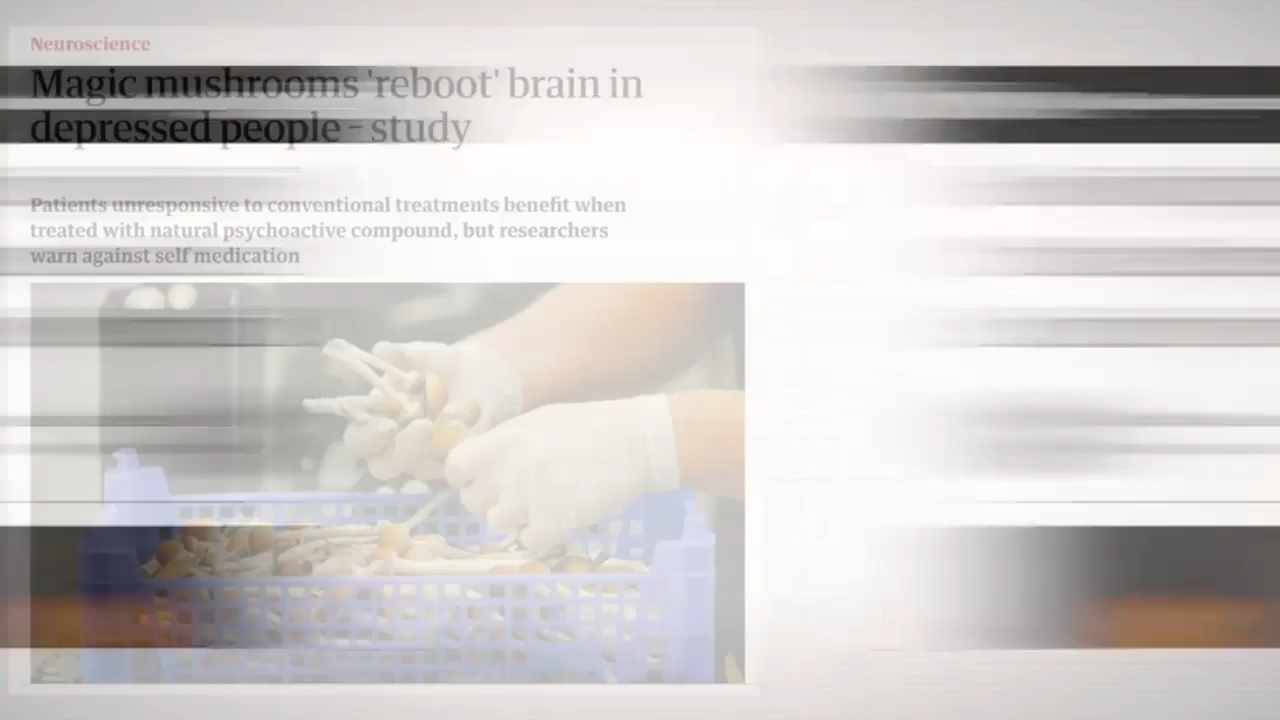 Neuroscience
Magic mushrooms 'reboot' brain in
depressed people – study
Patients unresponsive to conventional treatments benefit when
treated with natural psychoactive compound, but researchers
warn against self medication